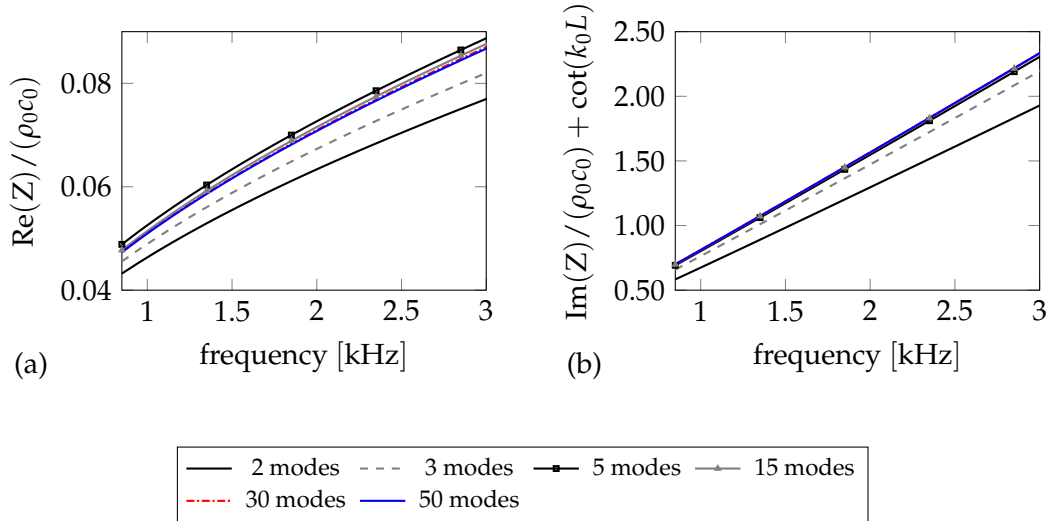 Re(Z)/(ρ₀c₀)
0.08
0.06
0.04
1
1.5
2
2.5
3
frequency [kHz]
(a)
Im(Z)/(ρ₀c₀) + cot(k₀L)
2.50
2.00
1.50
1.00
0.50
1
1.5
2
2.5
3
frequency [kHz]
(b)
2 modes 3 modes 5 modes 15 modes
30 modes 50 modes